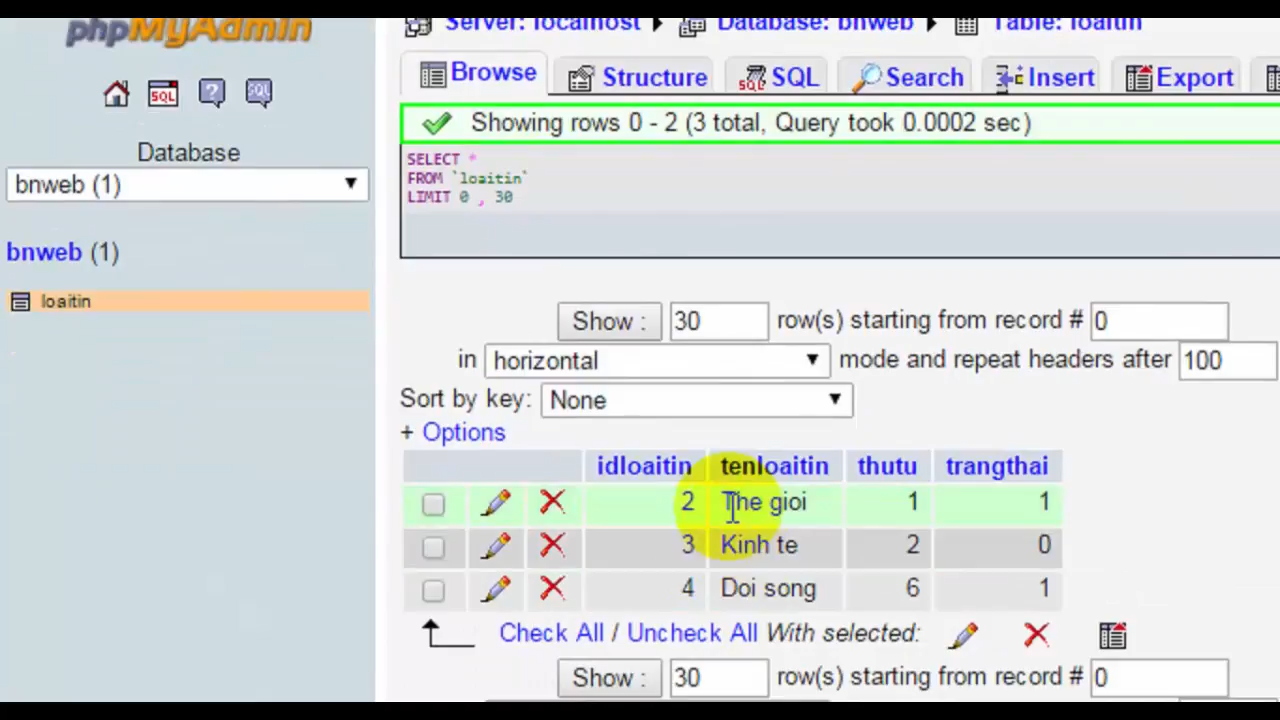 phpMyAdmin
Server: localhost Database: bnweb Table: loaitin
Browse Structure SQL Search Insert Export
SQL SQL
Showing rows 0 - 2 (3 total, Query took 0.0002 sec)
Database
bnweb (1)
SELECT *
FROM `loaitin`
LIMIT 0 , 30
bnweb (1)
loaitin
Show : 30 row(s) starting from record # 0
in horizontal mode and repeat headers after 100
Sort by key: None
+ Options
idloaitin tenloaitin thutu trangthai
2 The gioi 1 1
3 Kinh te 2 0
4 Doi song 6 1
Check All / Uncheck All With selected:
Show : 30 row(s) starting from record # 0